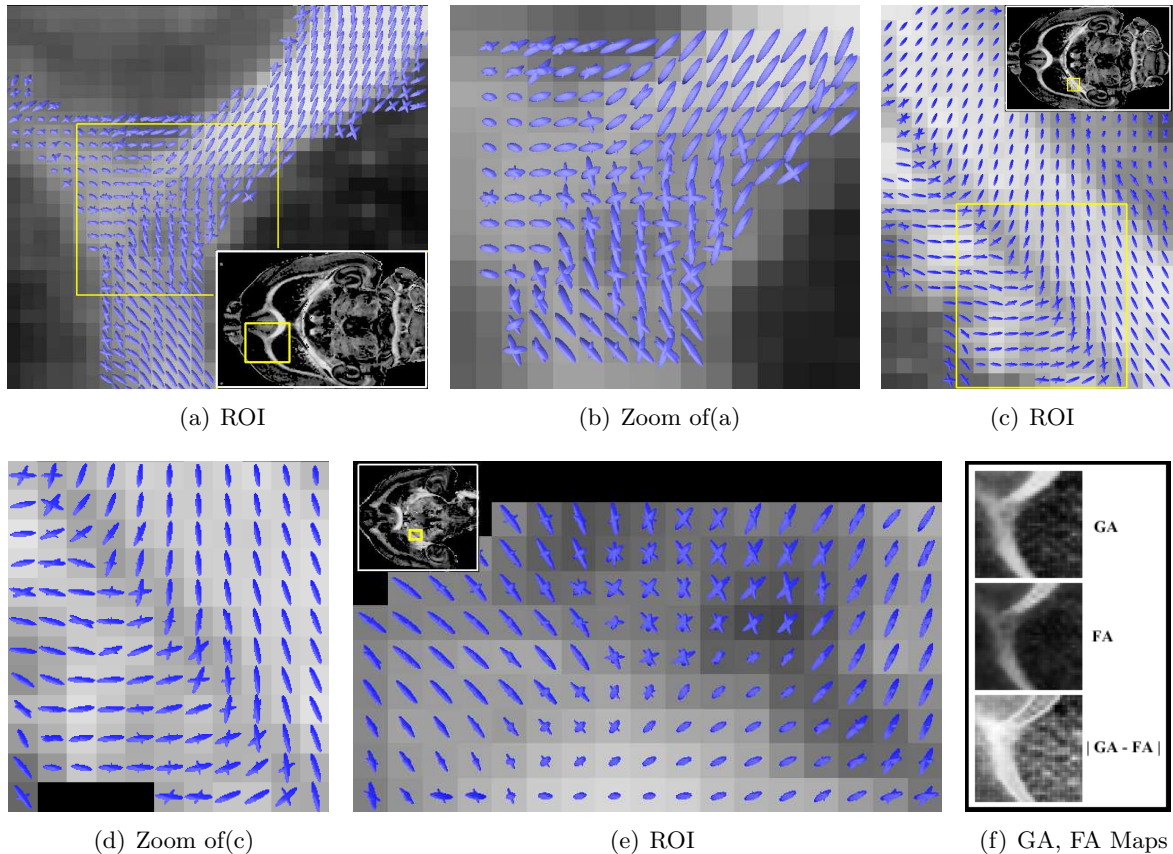 (a) ROI
(b) Zoom of(a)
(c) ROI
GA
FA
| GA - FA |
(d) Zoom of(c)
(e) ROI
(f) GA, FA Maps